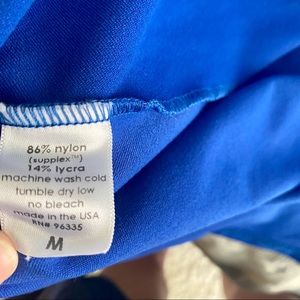 86% nylon
(supplex™)
14% lycra
machine wash cold
tumble dry low
no bleach
made in the USA
RN# 96335
M